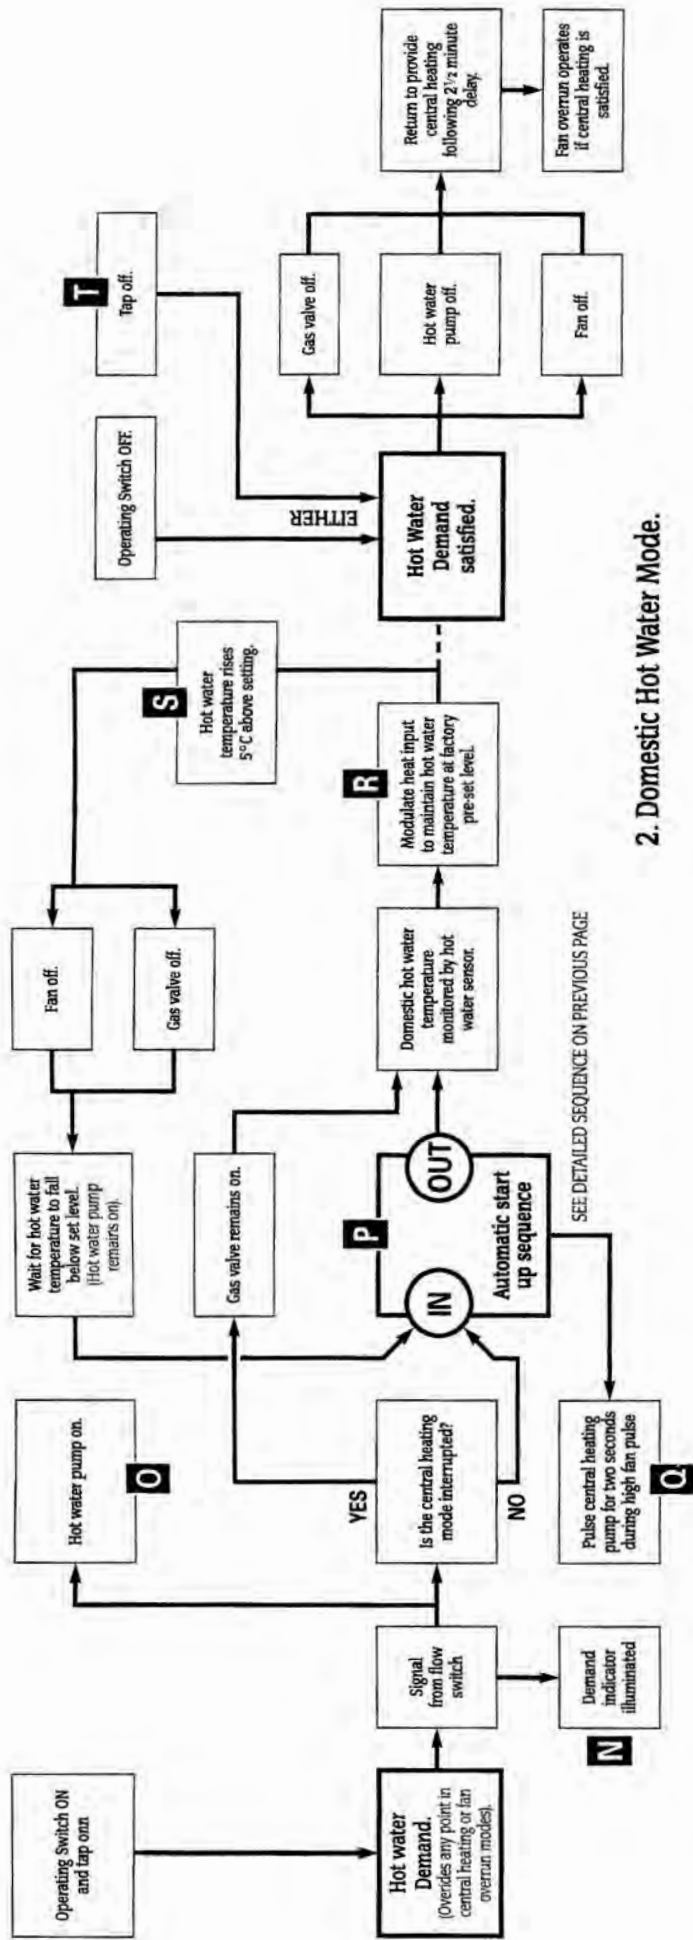 Operating Switch ON
and tap onn
Hot water
Demand.
(Overides any point in
central heating or fan
overrun modes).
Signal
from flow
switch
N
Demand
indicator
illuminated
Hot water pump on.
O
Is the central heating
mode interrupted?
YES
NO
Pulse central heating
pump for two seconds
during high fan pulse
Q
Wait for hot water
temperature to fall
below set level.
(Hot water pump
remains on).
Gas valve remains on.
P
IN
OUT
Automatic start
up sequence
SEE DETAILED SEQUENCE ON PREVIOUS PAGE
Fan off.
Gas valve off.
Domestic hot water
temperature
monitored by hot
water sensor.
S
Hot water
temperature rises
5°C above setting.
R
Modulate heat input
to maintain hot water
temperature at factory
pre-set level.
Operating Switch OFF.
T
Tap off.
EITHER
Hot Water
Demand
satisfied.
Gas valve off.
Hot water
pump off.
Fan off.
Return to provide
central heating
following 2½ minute
delay.
Fan overrun operates
if central heating is
satisfied.
2. Domestic Hot Water Mode.